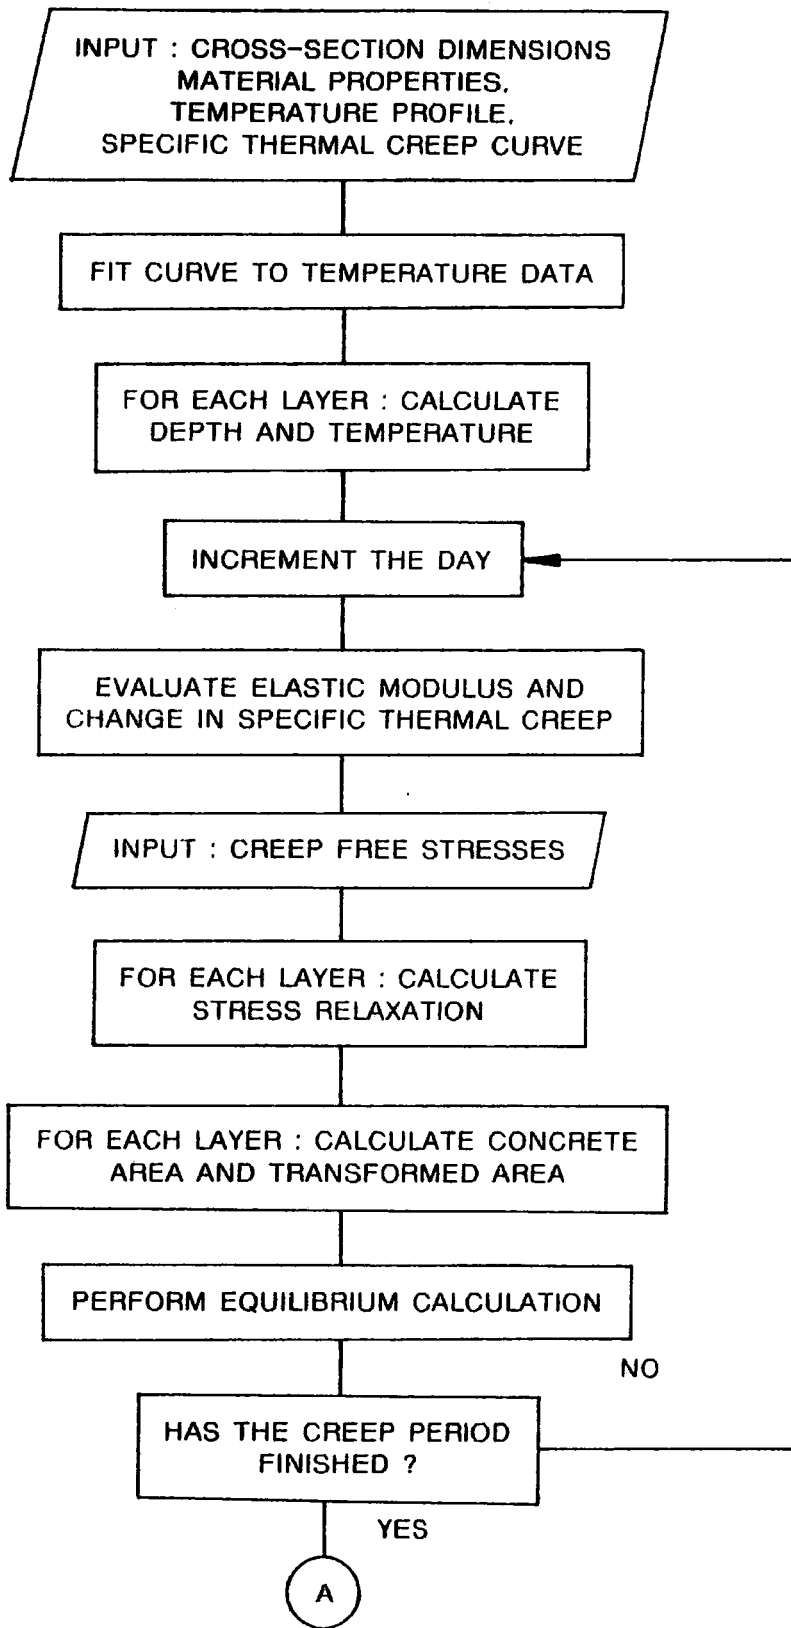 INPUT : CROSS-SECTION DIMENSIONS
MATERIAL PROPERTIES.
TEMPERATURE PROFILE.
SPECIFIC THERMAL CREEP CURVE
FIT CURVE TO TEMPERATURE DATA
FOR EACH LAYER : CALCULATE
DEPTH AND TEMPERATURE
INCREMENT THE DAY
EVALUATE ELASTIC MODULUS AND
CHANGE IN SPECIFIC THERMAL CREEP
INPUT : CREEP FREE STRESSES
FOR EACH LAYER : CALCULATE
STRESS RELAXATION
FOR EACH LAYER : CALCULATE CONCRETE
AREA AND TRANSFORMED AREA
PERFORM EQUILIBRIUM CALCULATION
NO
HAS THE CREEP PERIOD
FINISHED ?
YES
A